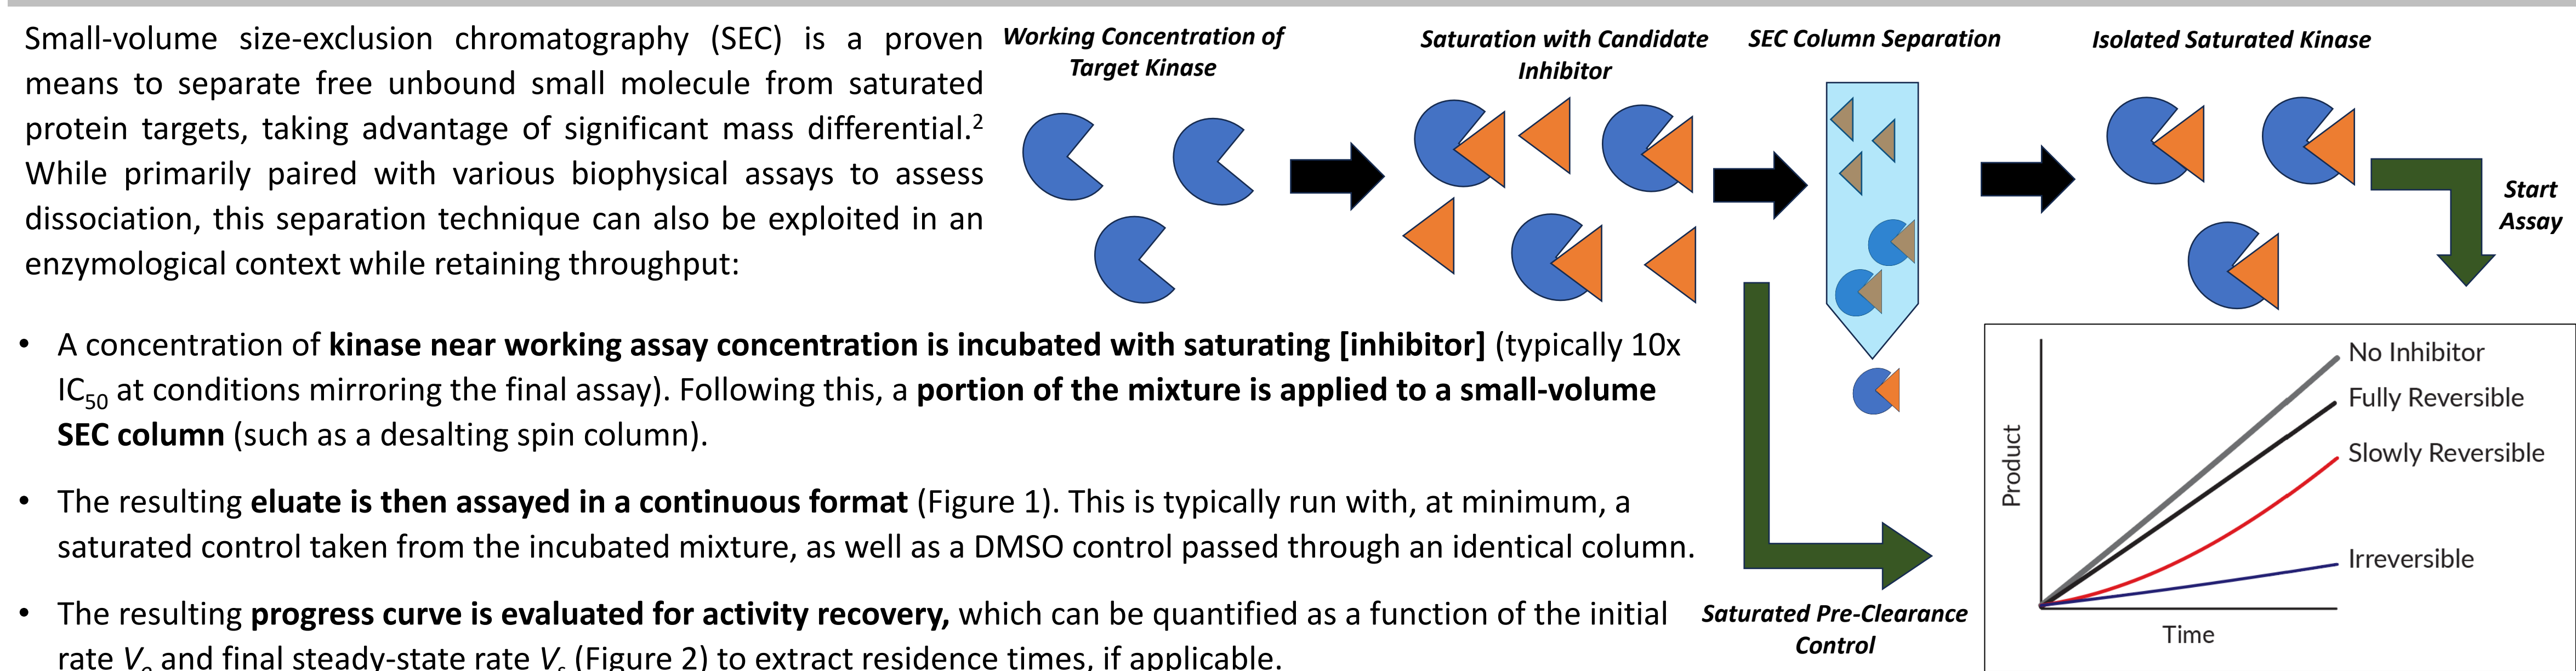 Small-volume size-exclusion chromatography (SEC) is a proven
means to separate free unbound small molecule from saturated
protein targets, taking advantage of significant mass differential.²
While primarily paired with various biophysical assays to assess
dissociation, this separation technique can also be exploited in an
enzymological context while retaining throughput:
• A concentration of kinase near working assay concentration is incubated with saturating [inhibitor] (typically 10x
IC50 at conditions mirroring the final assay). Following this, a portion of the mixture is applied to a small-volume
SEC column (such as a desalting spin column).
• The resulting eluate is then assayed in a continuous format (Figure 1). This is typically run with, at minimum, a
saturated control taken from the incubated mixture, as well as a DMSO control passed through an identical column.
• The resulting progress curve is evaluated for activity recovery, which can be quantified as a function of the initial
rate Vo and final steady-state rate Vs (Figure 2) to extract residence times, if applicable.
Working Concentration of
Target Kinase
Saturation with Candidate
Inhibitor
SEC Column Separation
Isolated Saturated Kinase
Start
Assay
Saturated Pre-Clearance
Control
No Inhibitor
Fully Reversible
Slowly Reversible
Irreversible
Product
Time